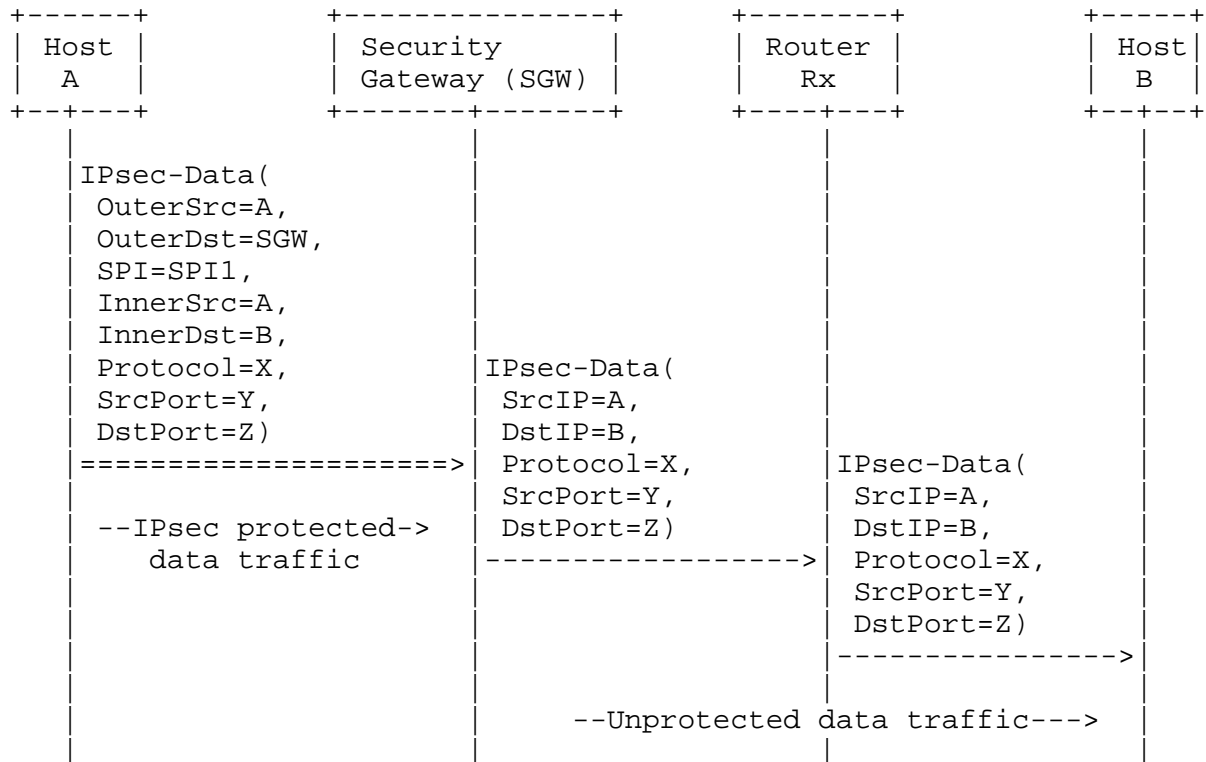 Host Security Router Host
A Gateway (SGW) Rx B
IPsec-Data(
OuterSrc=A,
OuterDst=SGW,
SPI=SPI1,
InnerSrc=A,
InnerDst=B,
Protocol=X, IPsec-Data(
SrcPort=Y, SrcIP=A,
DstPort=Z) DstIP=B,
=====================> Protocol=X, IPsec-Data(
SrcPort=Y, SrcIP=A,
--IPsec protected-> DstPort=Z) DstIP=B,
data traffic -------------------> Protocol=X,
SrcPort=Y,
DstPort=Z)
---------------->
--Unprotected data traffic--->